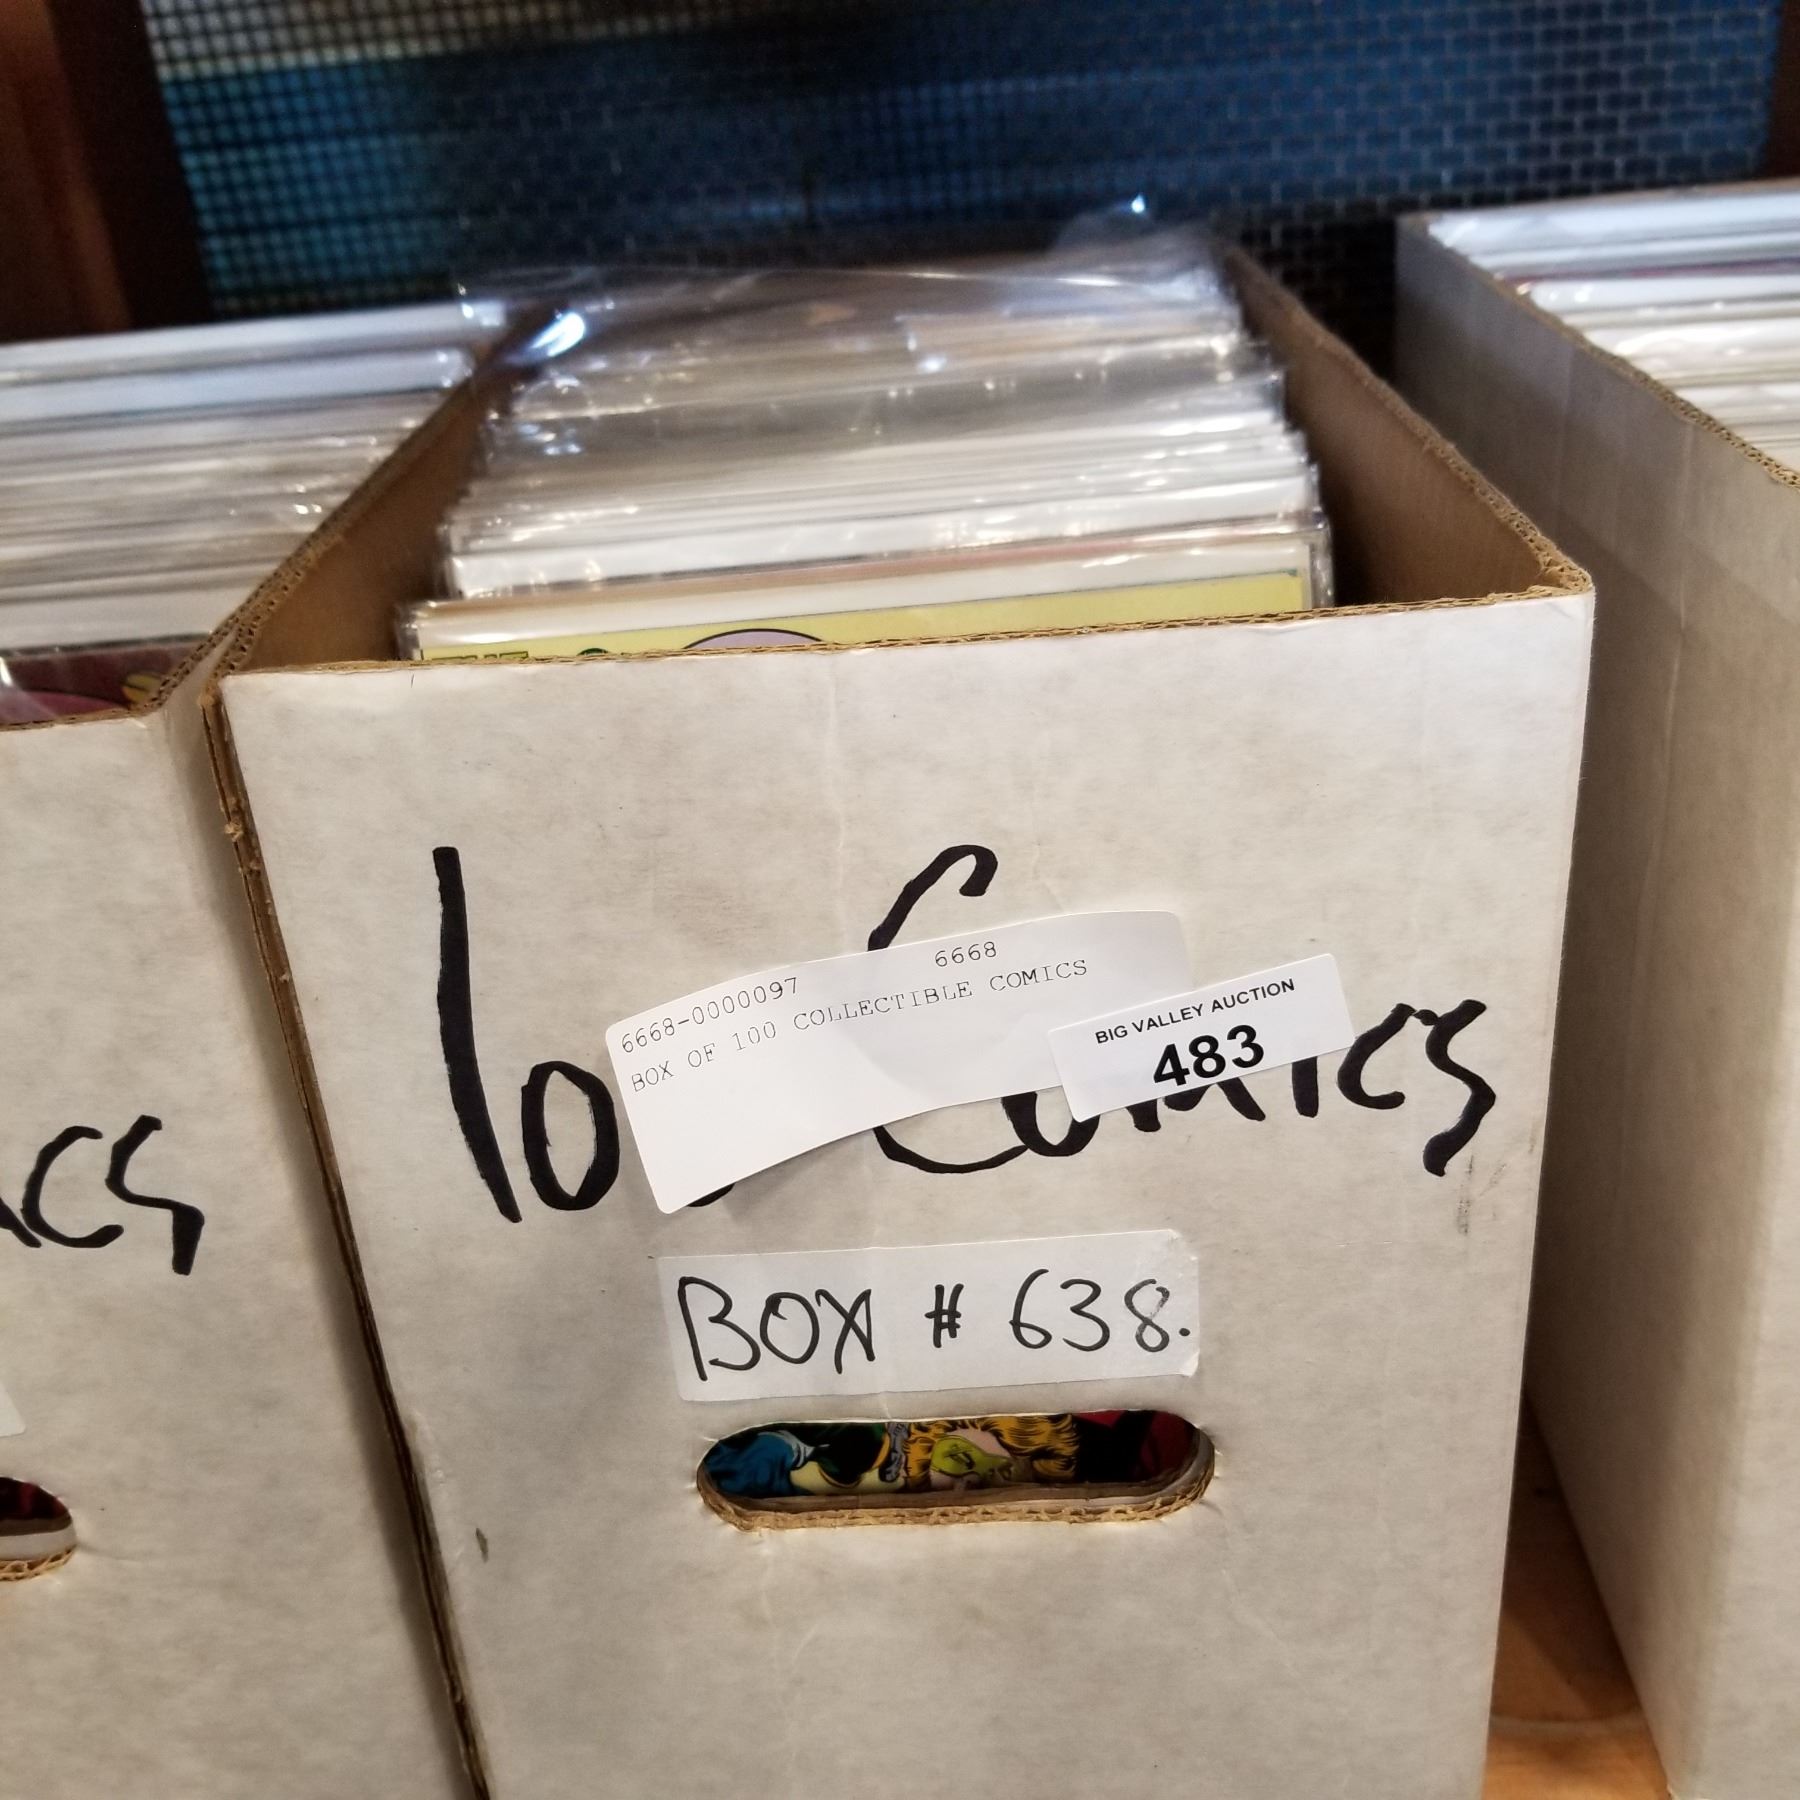 6668-0000097 6668
BOX OF 100 COLLECTIBLE COMICS
BIG VALLEY AUCTION
483
BOX # 638.